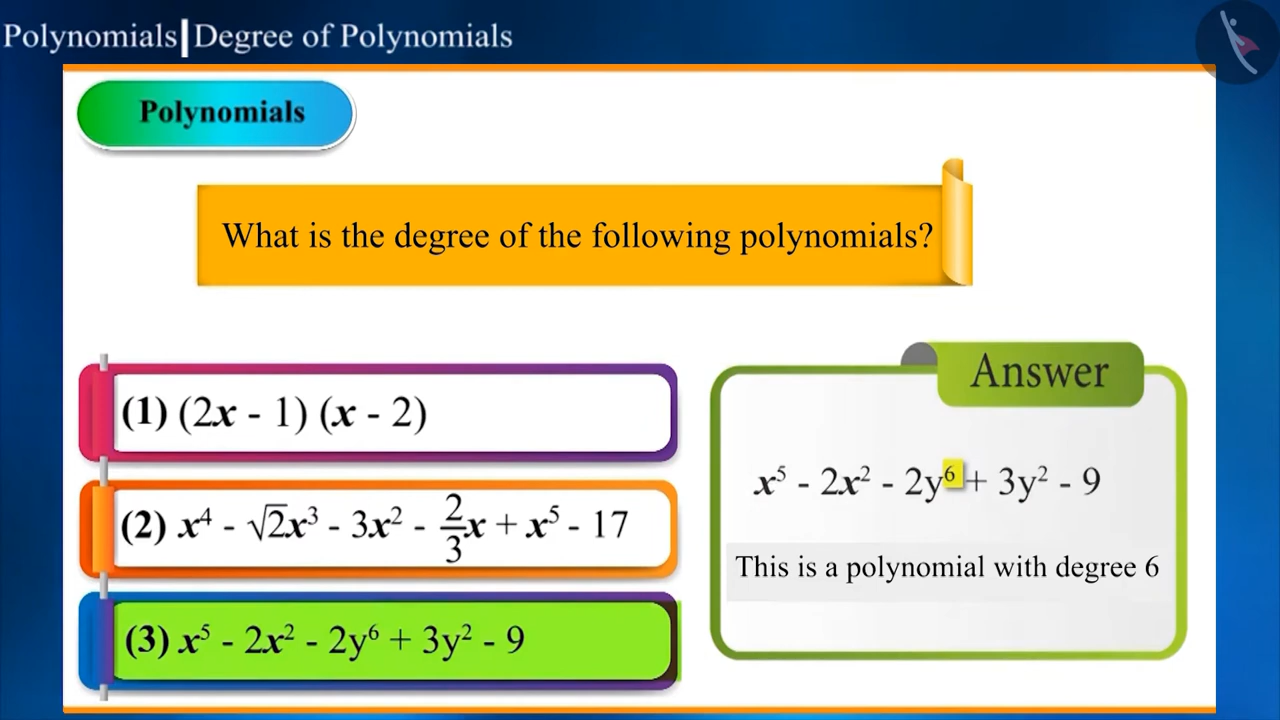 Polynomials|Degree of Polynomials
Polynomials
What is the degree of the following polynomials?
(1) (2x - 1) (x - 2)
(2) x⁴ - √2x³ - 3x² - 2/3x + x⁵ - 17
(3) x⁵ - 2x² - 2y⁶ + 3y² - 9
Answer
x⁵ - 2x² - 2y⁶ + 3y² - 9
This is a polynomial with degree 6